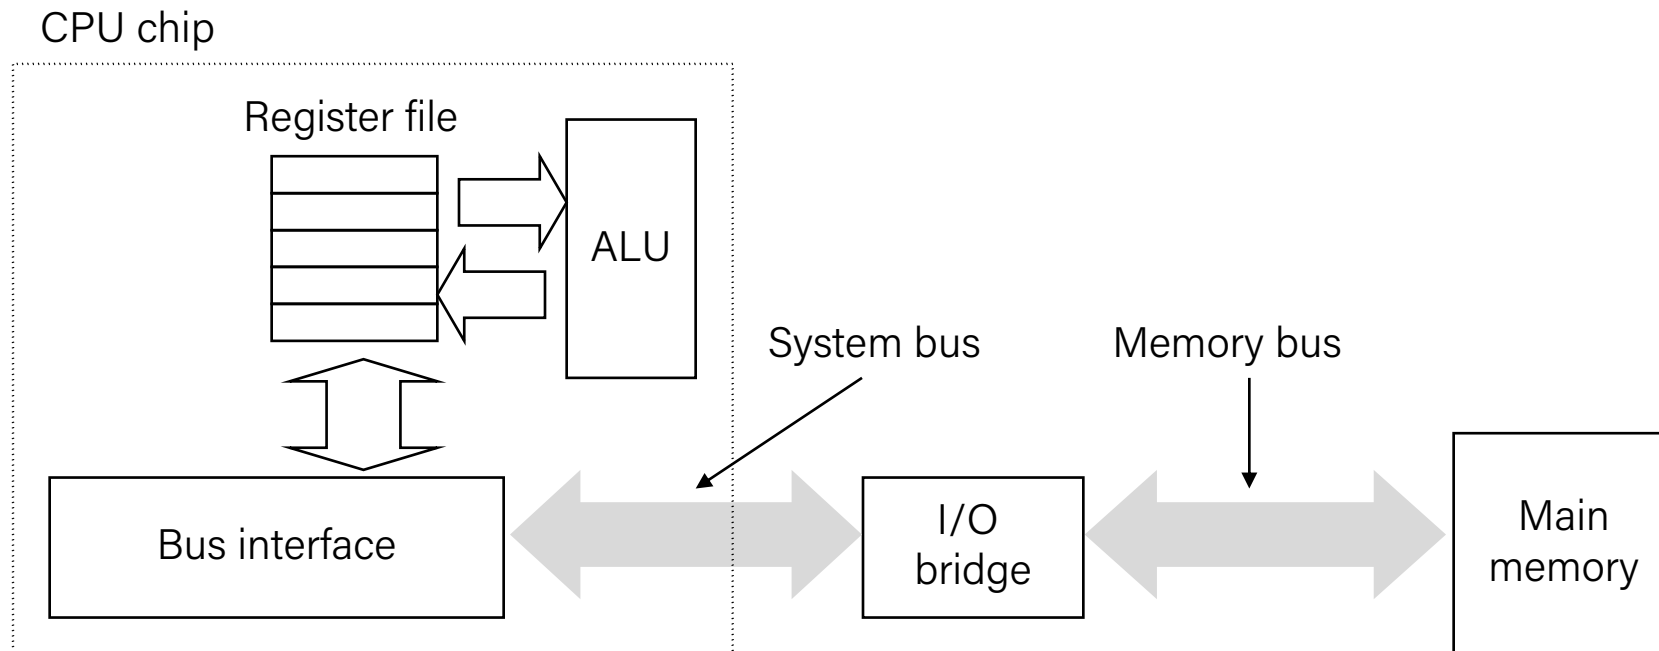 CPU chip
Register file
ALU
System bus
Memory bus
Bus interface
I/O
bridge
Main
memory